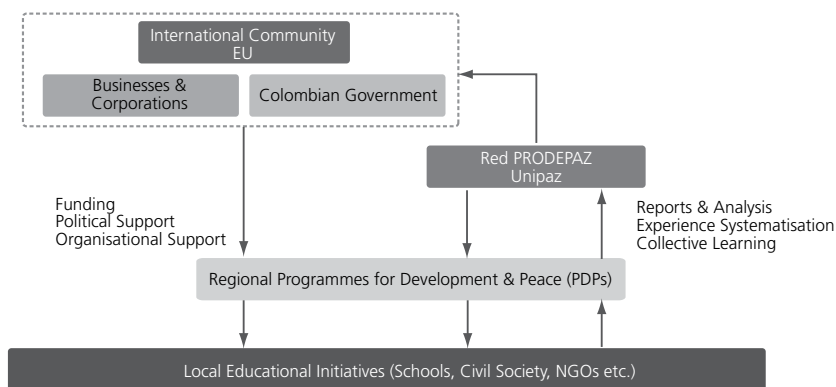 International Community
EU
Businesses &
Corporations
Colombian Government
Red PRODEPAZ
Unipaz
Funding
Political Support
Organisational Support
Reports & Analysis
Experience Systematisation
Collective Learning
Regional Programmes for Development & Peace (PDPs)
Local Educational Initiatives (Schools, Civil Society, NGOs etc.)